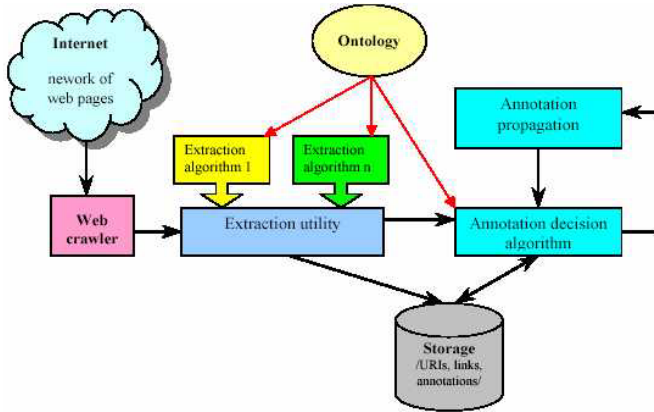 Internet
nework of
web pages
Ontology
Annotation
propagation
Extraction
algorithm 1
Extraction
algorithm n
Web
crawler
Extraction utility
Annotation decision
algorithm
Storage
/URIs, links,
annotations/